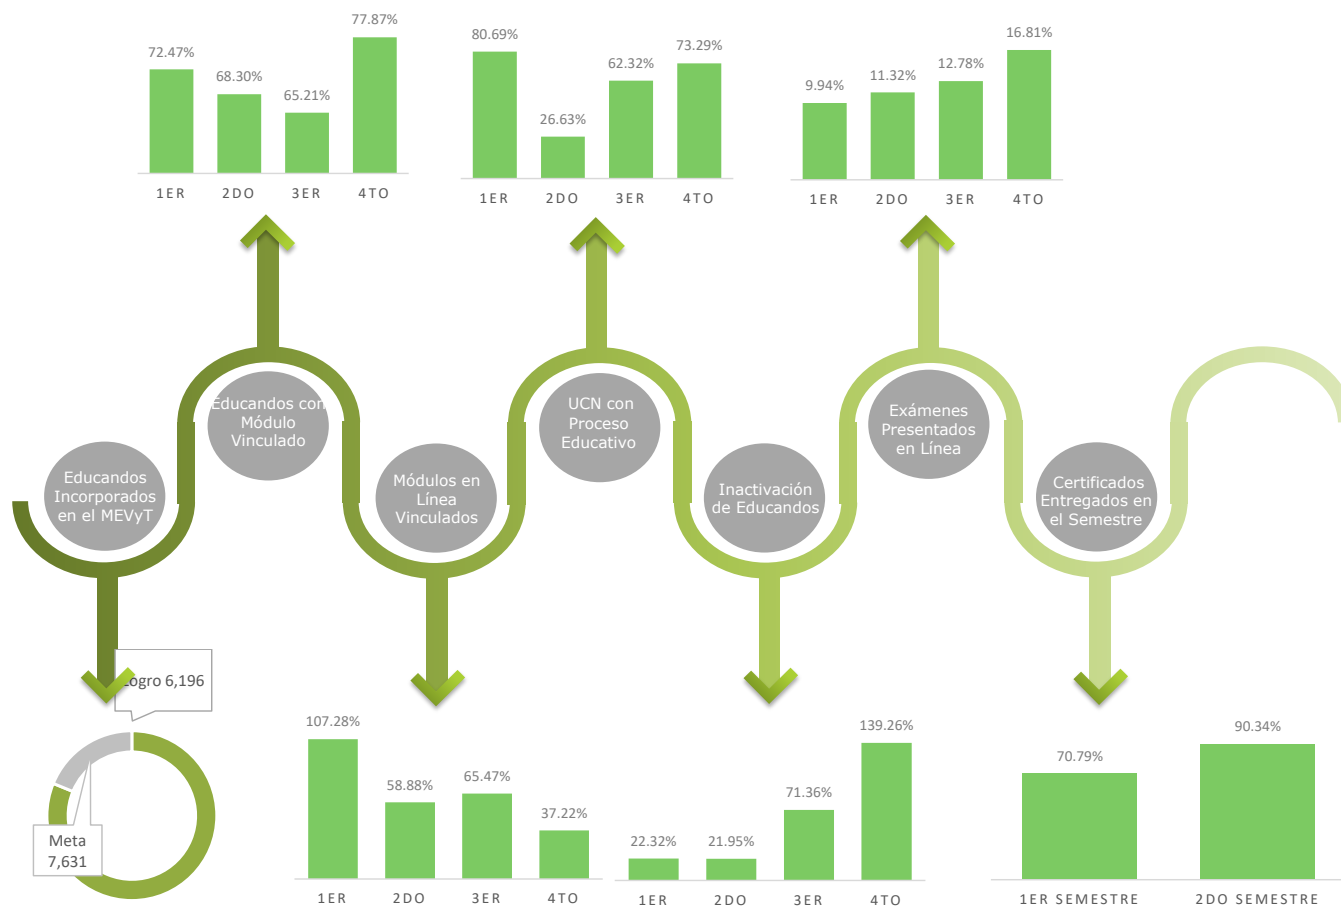 77.87%
72.47%
68.30%
65.21%
1ER 2DO 3ER 4TO
80.69%
73.29%
62.32%
26.63%
1ER 2DO 3ER 4TO
16.81%
12.78%
11.32%
9.94%
1ER 2DO 3ER 4TO
Educandos
Incorporados
en el MEVyT
Educandos con
Módulo
Vinculado
Módulos en
Línea
Vinculados
UCN con
Proceso
Educativo
Inactivación
de Educandos
Exámenes
Presentados
en Línea
Certificados
Entregados en
el Semestre
Logro 6,196
Meta
7,631
107.28%
58.88%
65.47%
37.22%
1ER 2DO 3ER 4TO
22.32%
21.95%
71.36%
139.26%
1ER 2DO 3ER 4TO
70.79%
90.34%
1ER SEMESTRE 2DO SEMESTRE